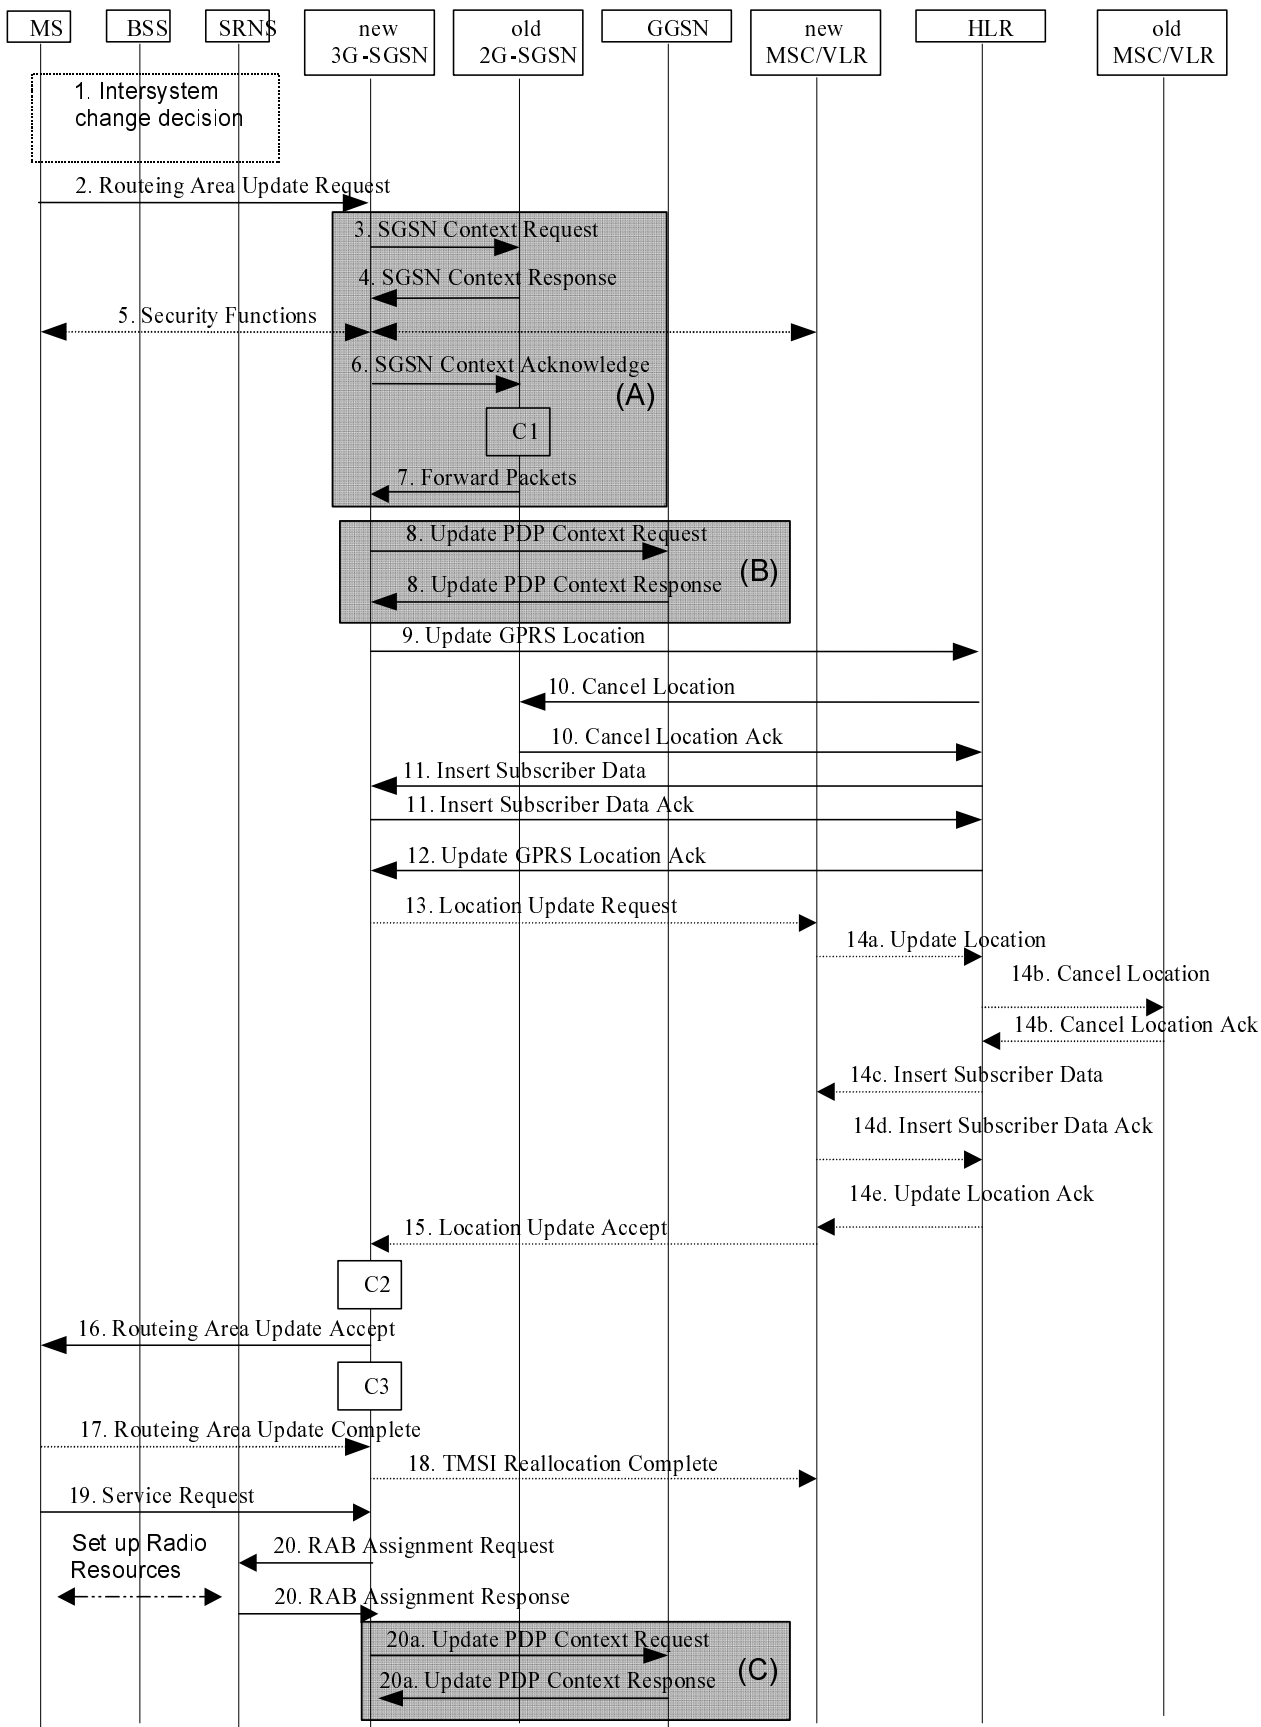 MS
BSS
SRNS
new
3G-SGSN
old
2G-SGSN
GGSN
new
MSC/VLR
HLR
old
MSC/VLR
1. Intersystem
change decision
2. Routeing Area Update Request
3. SGSN Context Request
4. SGSN Context Response
5. Security Functions
6. SGSN Context Acknowledge
(A)
C1
7. Forward Packets
8. Update PDP Context Request
(B)
8. Update PDP Context Response
9. Update GPRS Location
10. Cancel Location
10. Cancel Location Ack
11. Insert Subscriber Data
11. Insert Subscriber Data Ack
12. Update GPRS Location Ack
13. Location Update Request
14a. Update Location
14b. Cancel Location
14b. Cancel Location Ack
14c. Insert Subscriber Data
14d. Insert Subscriber Data Ack
14e. Update Location Ack
15. Location Update Accept
C2
16. Routeing Area Update Accept
C3
17. Routeing Area Update Complete
18. TMSI Reallocation Complete
19. Service Request
Set up Radio
Resources
20. RAB Assignment Request
20. RAB Assignment Response
20a. Update PDP Context Request
(C)
20a. Update PDP Context Response